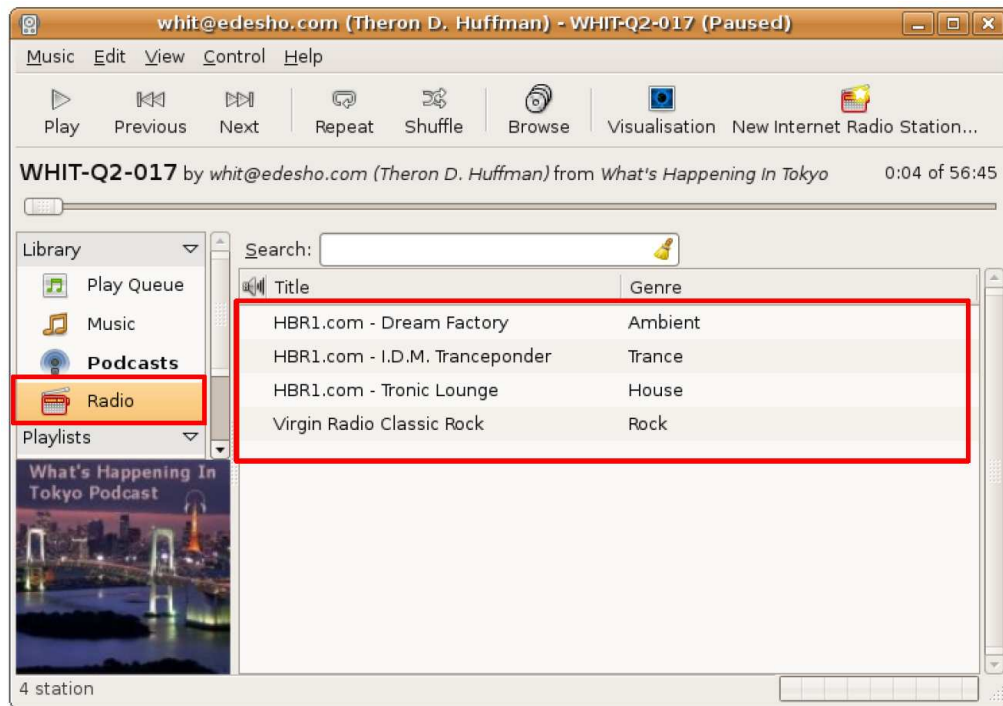 whit@edesho.com (Theron D. Huffman) - WHIT-Q2-017 (Paused)
Music Edit View Control Help
Play Previous Next Repeat Shuffle Browse Visualisation New Internet Radio Station...
WHIT-Q2-017 by whit@edesho.com (Theron D. Huffman) from What's Happening In Tokyo 0:04 of 56:45
Library
Search:
Play Queue
Music
Podcasts
Radio
Playlists
Title Genre
HBR1.com - Dream Factory Ambient
HBR1.com - I.D.M. Tranceponder Trance
HBR1.com - Tronic Lounge House
Virgin Radio Classic Rock Rock
What's Happening In
Tokyo Podcast
4 station